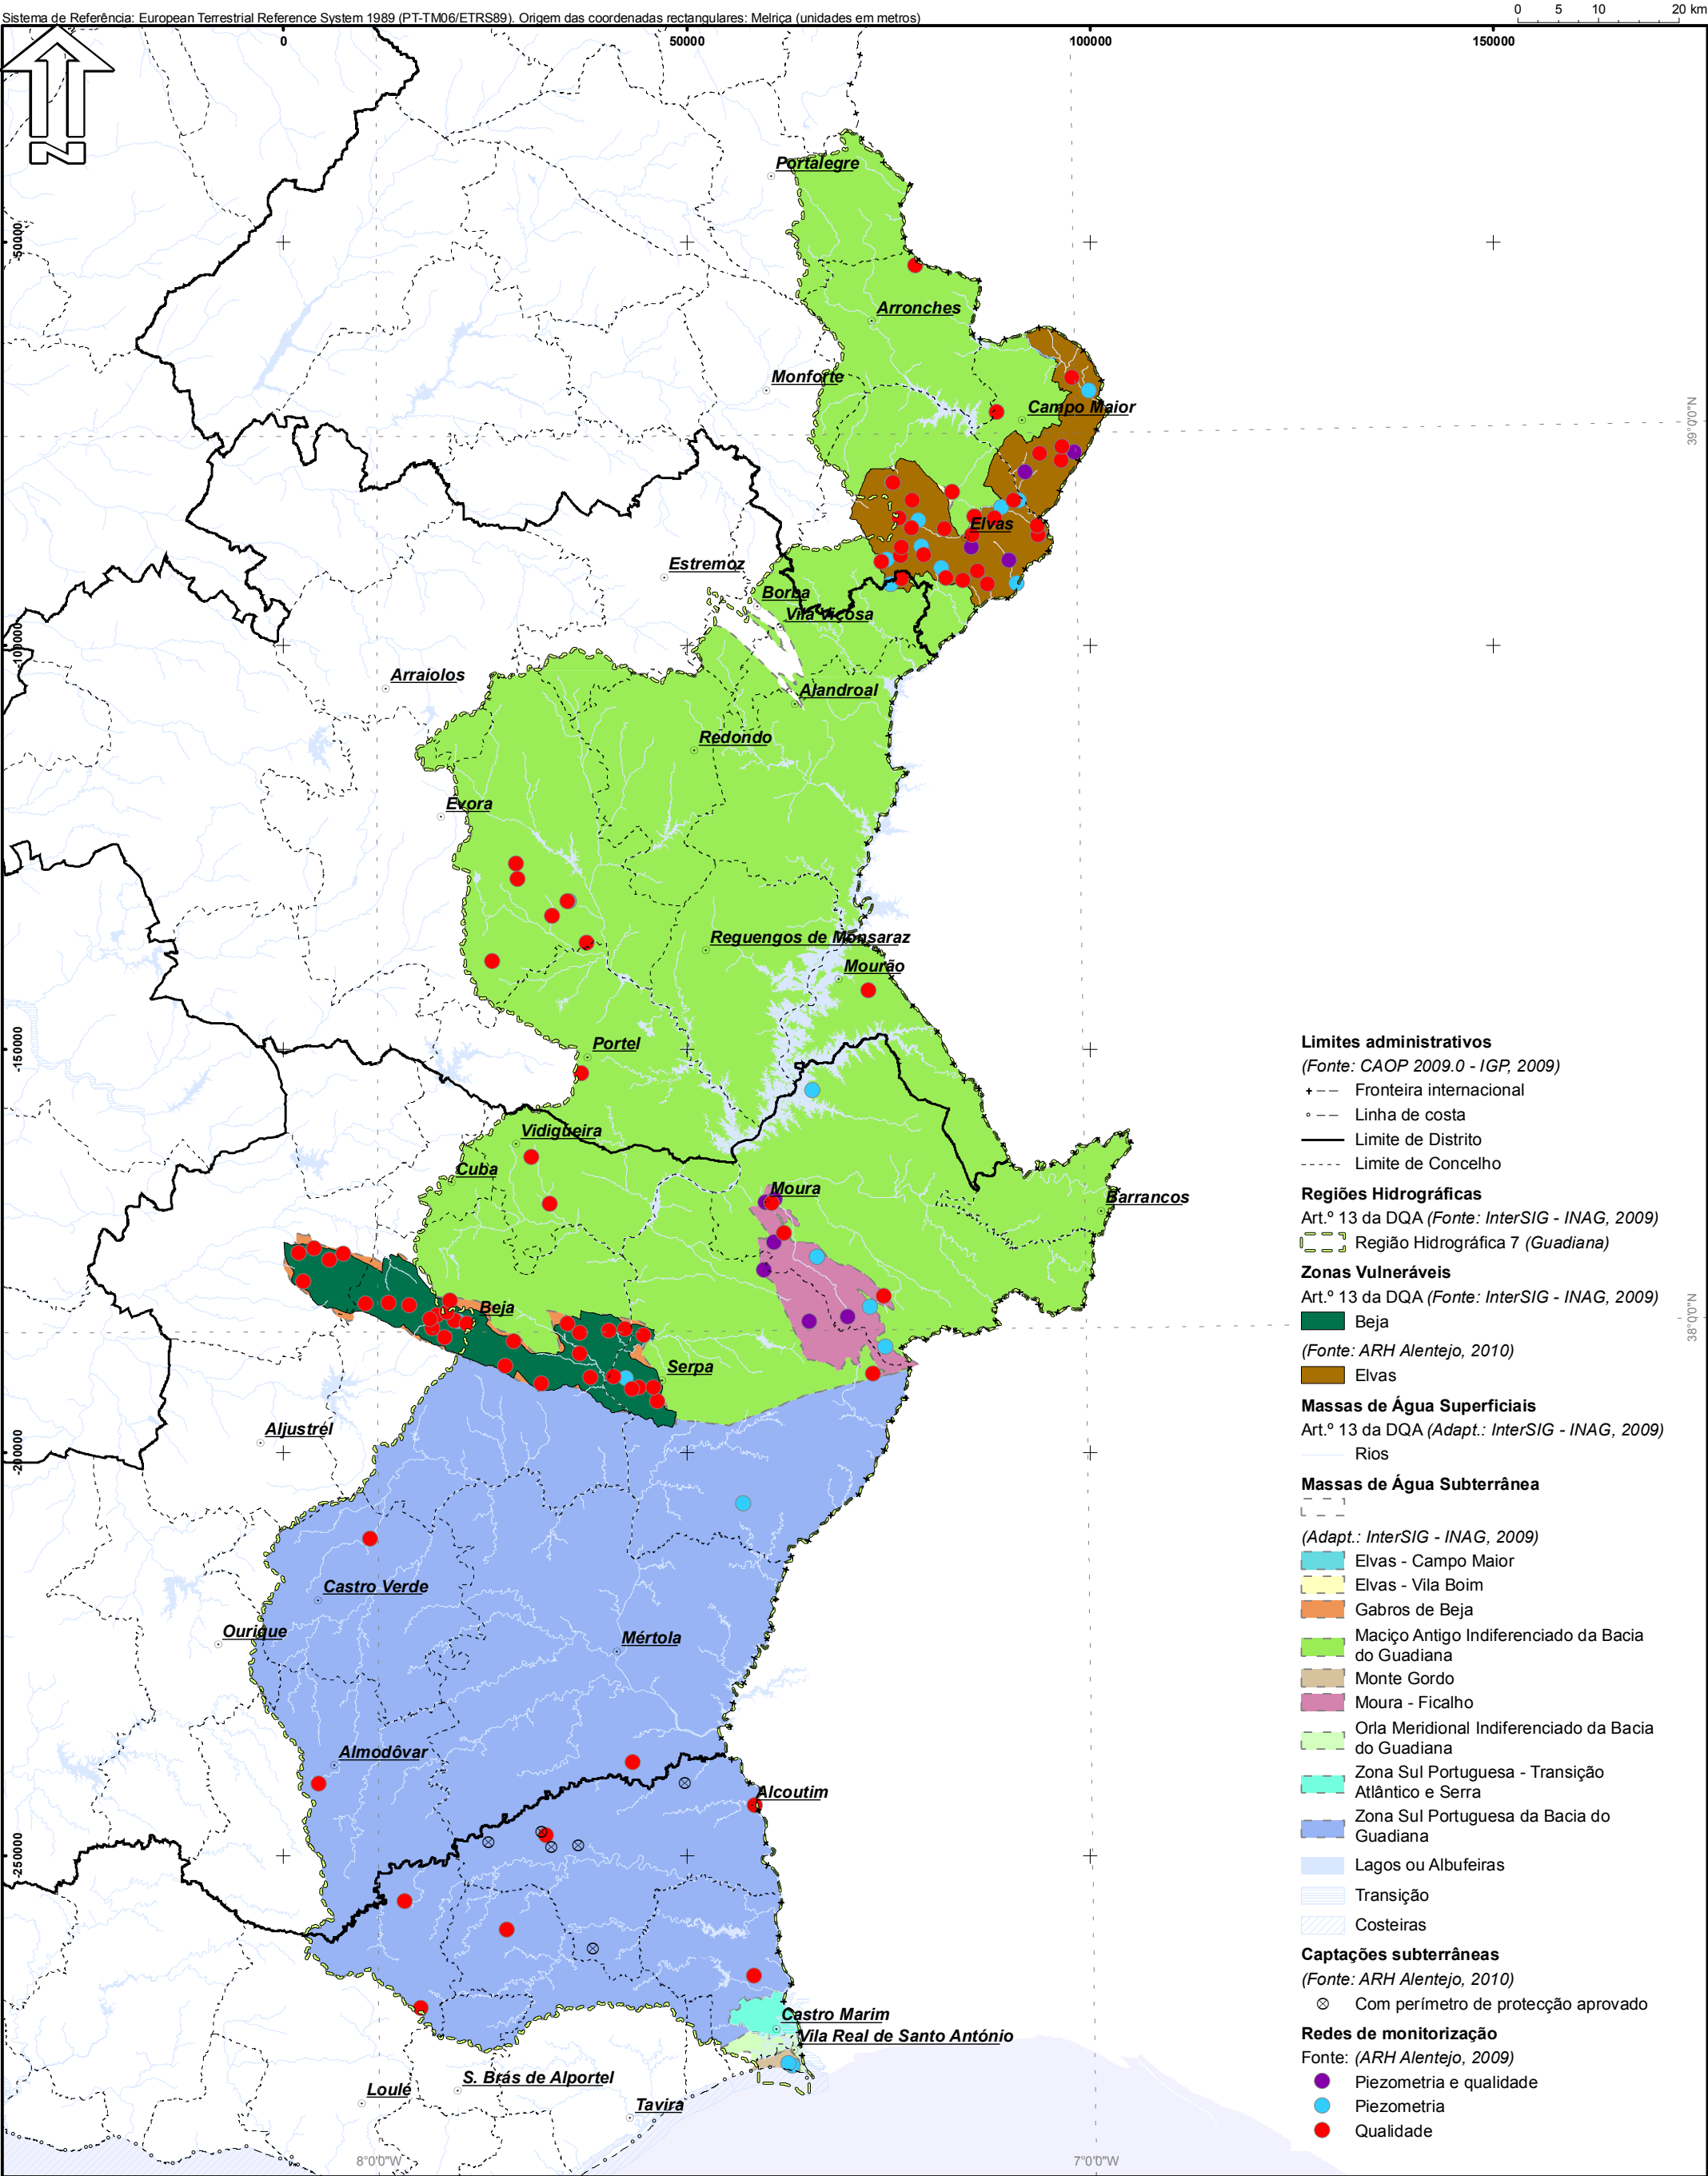 Sistema de Referência: European Terrestrial Reference System 1989 (PT-TM06/ETRS89). Origem das coordenadas rectangulares: Melriça (unidades em metros)
0 5 10 20 km
0 50000 100000 150000
N
-50000
-100000
-150000
-200000
-250000
39°0'0"N
38°0'0"N
8°0'0"W
7°0'0"W
Portalegre
Arronches
Monforte
Campo Maior
Elvas
Estremoz
Borba
Vila Viçosa
Arraiolos
Alandroal
Redondo
Évora
Reguengos de Monsaraz
Mourão
Portel
Vidigueira
Cuba
Moura
Barrancos
Beja
Serpa
Aljustrel
Castro Verde
Ourique
Mértola
Almodôvar
Alcoutim
Castro Marim
Vila Real de Santo António
S. Brás de Alportel
Loulé
Tavira
Limites administrativos
(Fonte: CAOP 2009.0 - IGP, 2009)
Fronteira internacional
Linha de costa
Limite de Distrito
Limite de Concelho
Regiões Hidrográficas
Art.º 13 da DQA (Fonte: InterSIG - INAG, 2009)
Região Hidrográfica 7 (Guadiana)
Zonas Vulneráveis
Art.º 13 da DQA (Fonte: InterSIG - INAG, 2009)
Beja
(Fonte: ARH Alentejo, 2010)
Elvas
Massas de Água Superficiais
Art.º 13 da DQA (Adapt.: InterSIG - INAG, 2009)
Rios
Massas de Água Subterrânea
(Adapt.: InterSIG - INAG, 2009)
Elvas - Campo Maior
Elvas - Vila Boim
Gabros de Beja
Maciço Antigo Indiferenciado da Bacia
do Guadiana
Monte Gordo
Moura - Ficalho
Orla Meridional Indiferenciado da Bacia
do Guadiana
Zona Sul Portuguesa - Transição
Atlântico e Serra
Zona Sul Portuguesa da Bacia do
Guadiana
Lagos ou Albufeiras
Transição
Costeiras
Captações subterrâneas
(Fonte: ARH Alentejo, 2010)
Com perímetro de protecção aprovado
Redes de monitorização
Fonte: (ARH Alentejo, 2009)
Piezometria e qualidade
Piezometria
Qualidade